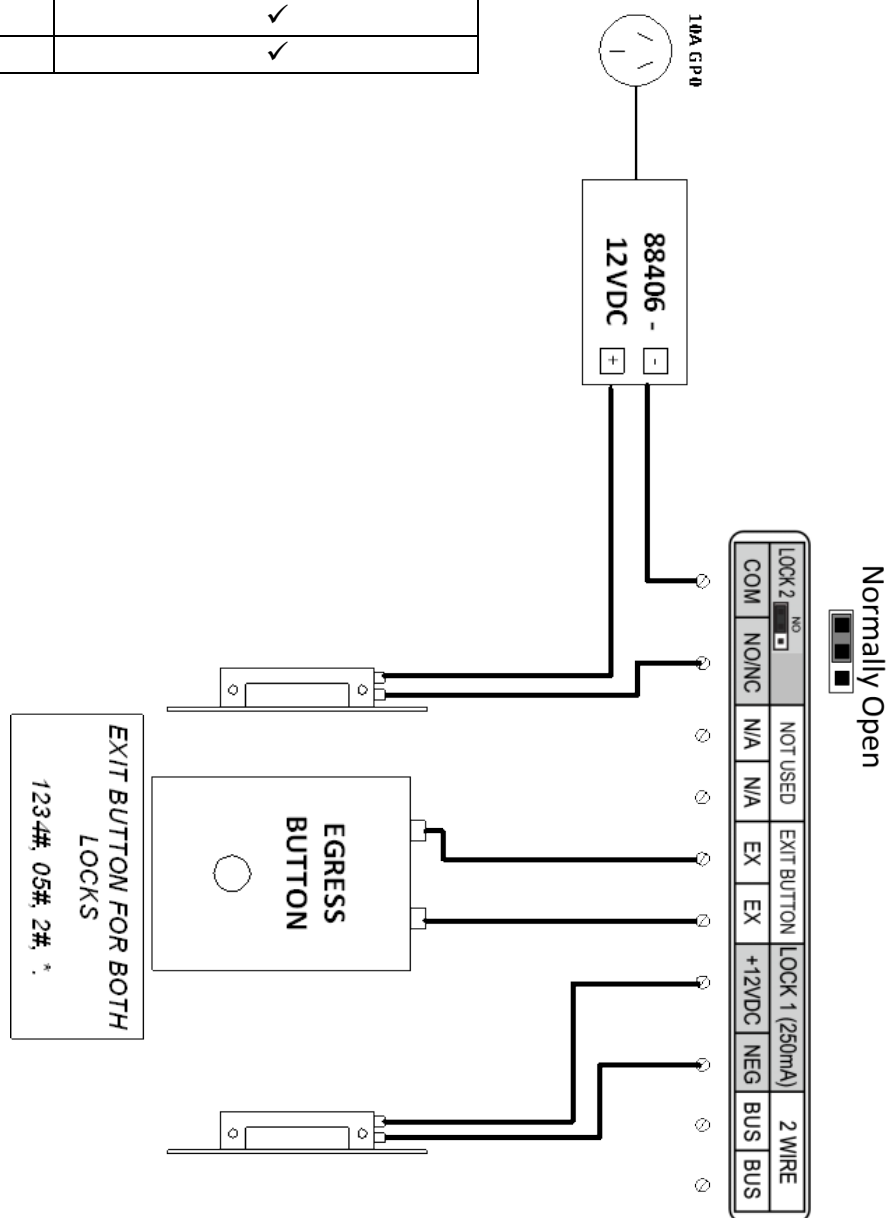 ✓
✓
10A GPO
88406 -
12VDC
-
+
Normally Open
LOCK 2 NO NOT USED EXIT BUTTON LOCK 1 (250mA) 2 WIRE
COM NO/NC N/A N/A EX EX +12VDC NEG BUS BUS
EGRESS
BUTTON
EXIT BUTTON FOR BOTH
LOCKS
1234#, 05#, 2#, *.